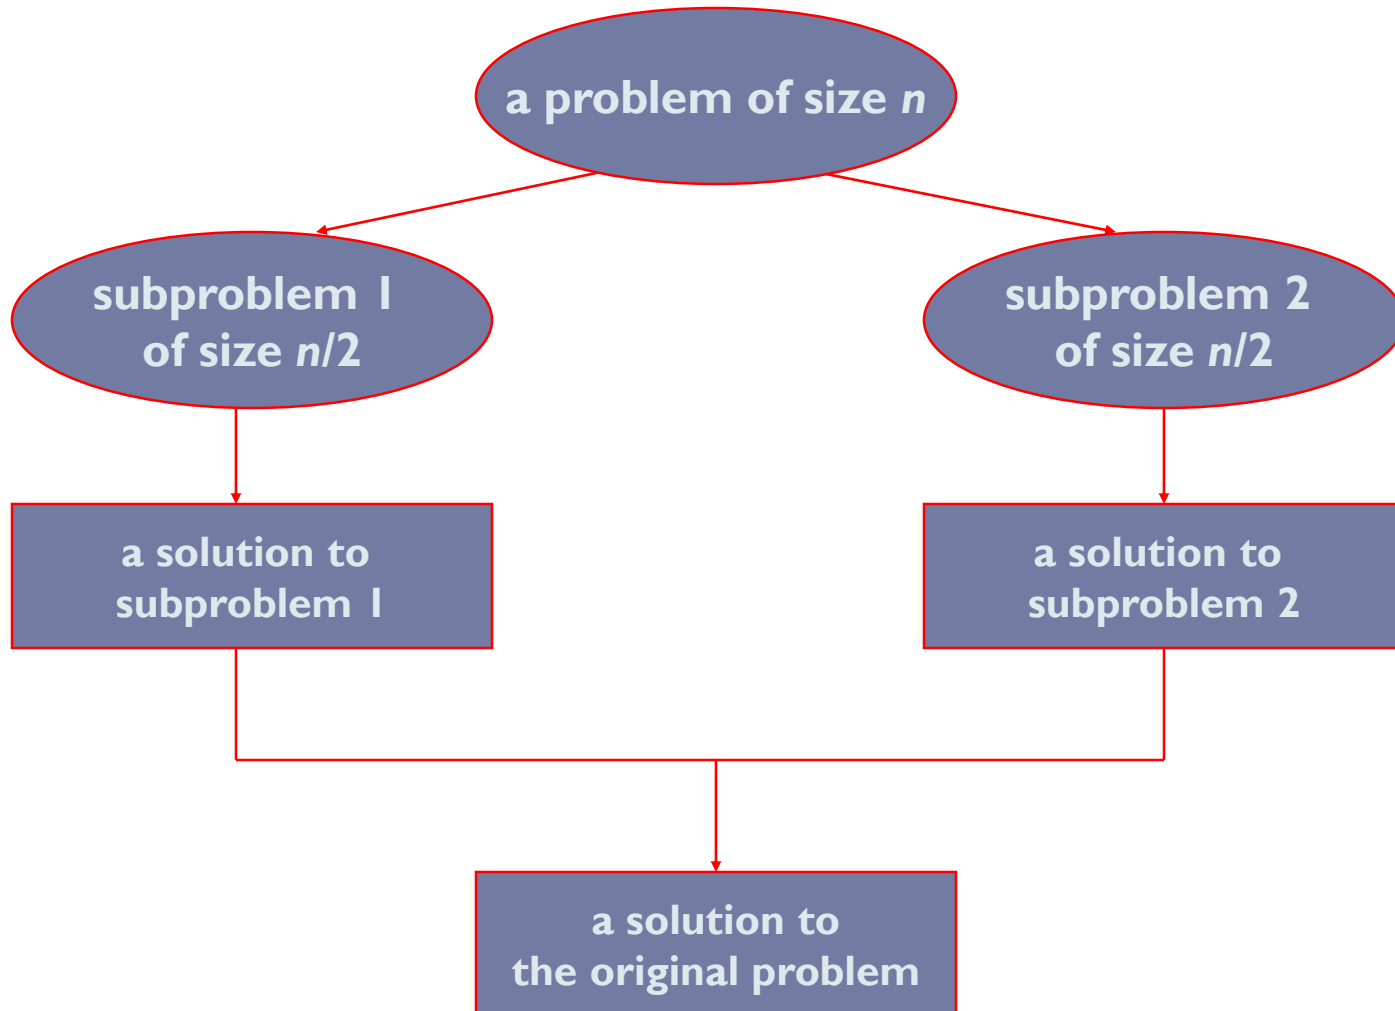 a problem of size n
subproblem 1
of size n/2
subproblem 2
of size n/2
a solution to
subproblem 1
a solution to
subproblem 2
a solution to
the original problem